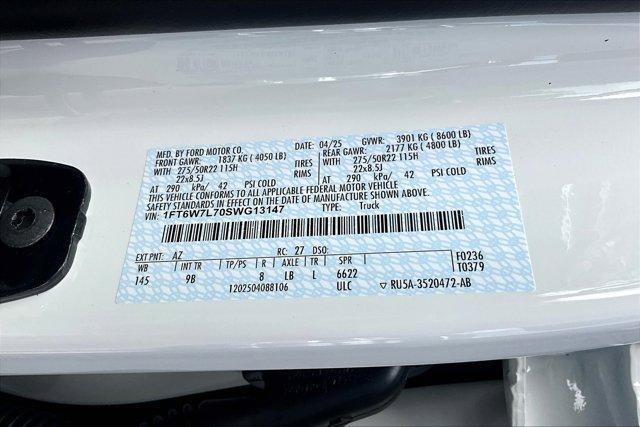 MFD. BY FORD MOTOR CO. DATE: 04/25 GVWR: 3901 KG ( 8600 LB)
FRONT GAWR: 1837 KG ( 4050 LB) REAR GAWR: 2177 KG ( 4800 LB)
WITH 275/50R22 115H TIRES WITH 275/50R22 115H TIRES
22x8.5J RIMS 22x8.5J RIMS
AT 290 kPa/ 42 PSI COLD AT 290 kPa/ 42 PSI COLD
THIS VEHICLE CONFORMS TO ALL APPLICABLE FEDERAL MOTOR VEHICLE
SAFETY STANDARDS IN EFFECT ON THE DATE OF MANUFACTURE SHOWN ABOVE.
VIN: 1FT6W7L70SWG13147 TYPE: Truck
EXT PNT: AZ RC: 27 DSO: F0236
WB INT TR TP/PS R AXLE TR SPR T0379
145 9B 8 LB L 6622
1202504088106 ULC ▽ RU5A-3520472-AB